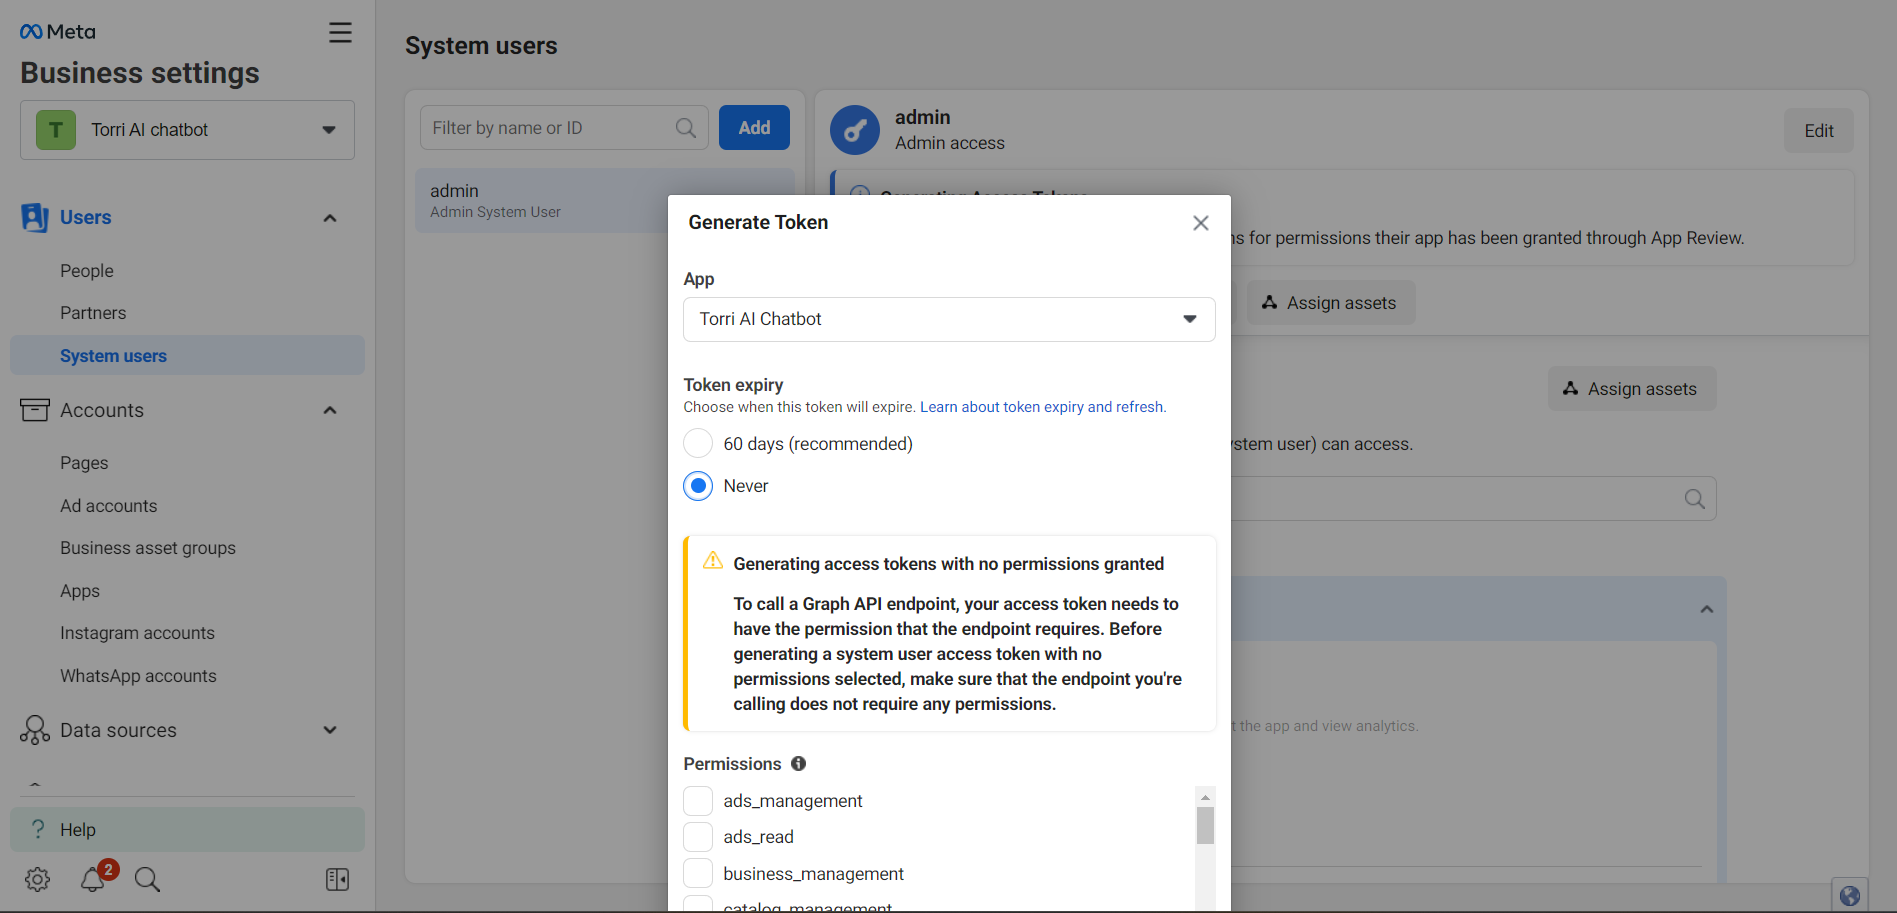 Meta
Business settings
T
Torri AI chatbot
Users
People
Partners
System users
Accounts
Pages
Ad accounts
Business asset groups
Apps
Instagram accounts
WhatsApp accounts
Data sources
? Help
2
System users
Filter by name or ID
Add
admin
Admin System User
admin
Admin access
Edit
Generating Access Tokens
ns for permissions their app has been granted through App Review.
Assign assets
Assign assets
ystem user) can access.
t the app and view analytics.
Generate Token
App
Torri AI Chatbot
Token expiry
Choose when this token will expire. Learn about token expiry and refresh.
60 days (recommended)
Never
Generating access tokens with no permissions granted
To call a Graph API endpoint, your access token needs to
have the permission that the endpoint requires. Before
generating a system user access token with no
permissions selected, make sure that the endpoint you're
calling does not require any permissions.
Permissions
ads_management
ads_read
business_management
catalog_management